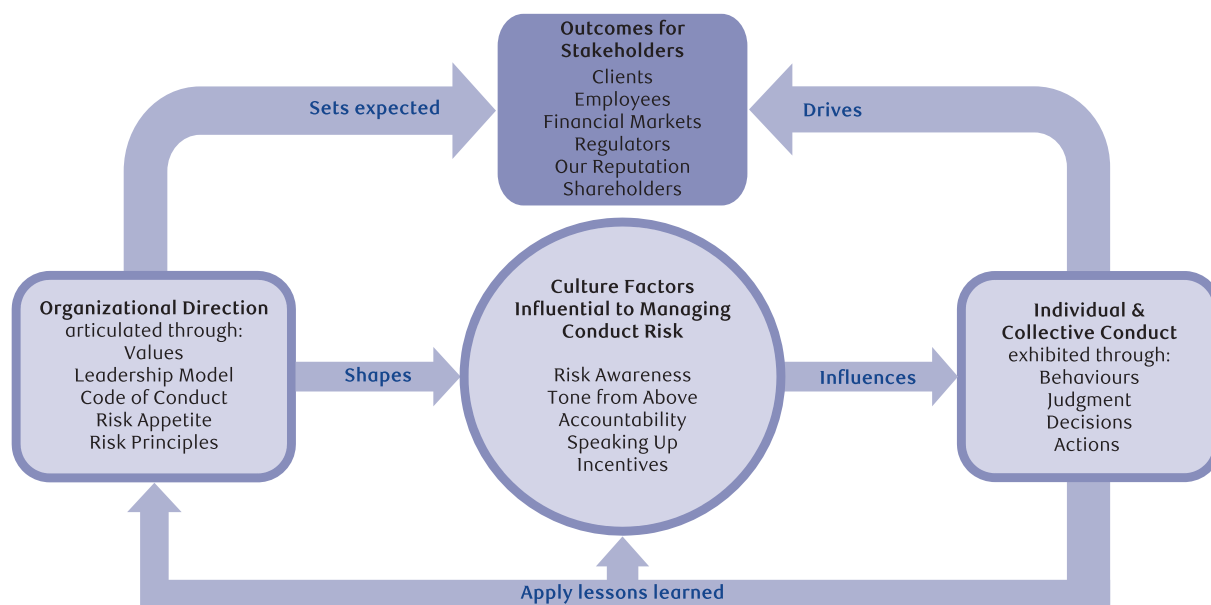 Outcomes for
Stakeholders
Clients
Employees
Financial Markets
Regulators
Our Reputation
Shareholders
Sets expected
Drives
Organizational Direction
articulated through:
Values
Leadership Model
Code of Conduct
Risk Appetite
Risk Principles
Shapes
Culture Factors
Influential to Managing
Conduct Risk
Risk Awareness
Tone from Above
Accountability
Speaking Up
Incentives
Influences
Individual &
Collective Conduct
exhibited through:
Behaviours
Judgment
Decisions
Actions
Apply lessons learned